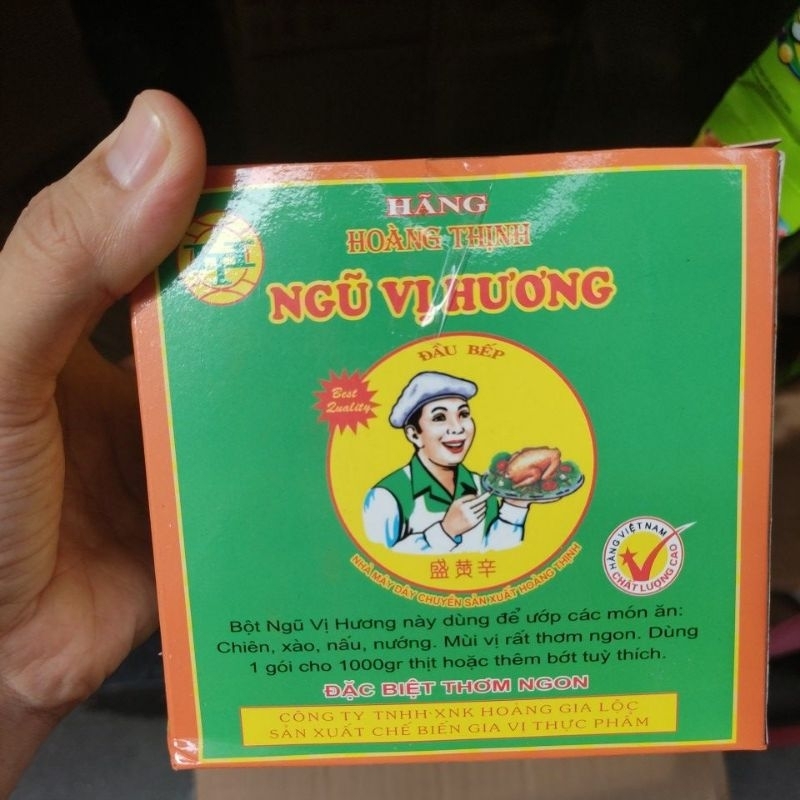 HÃNG
HOÀNG THỊNH
NGŨ VỊ HƯƠNG
ĐẦU BẾP
Best
Quality
盛黄辛
NHÀ MÁY DÂY CHUYỀN SẢN XUẤT HOÀNG THỊNH
HÀNG VIỆT NAM
CHẤT LƯỢNG CAO
Bột Ngũ Vị Hương này dùng để ướp các món ăn:
Chiên, xào, nấu, nướng. Mùi vị rất thơm ngon. Dùng
1 gói cho 1000gr thịt hoặc thêm bớt tuỳ thích.
ĐẶC BIỆT THƠM NGON
CÔNG TY TNHH-XNK HOÀNG GIA LỘC
SẢN XUẤT CHẾ BIẾN GIA VỊ THỰC PHẨM